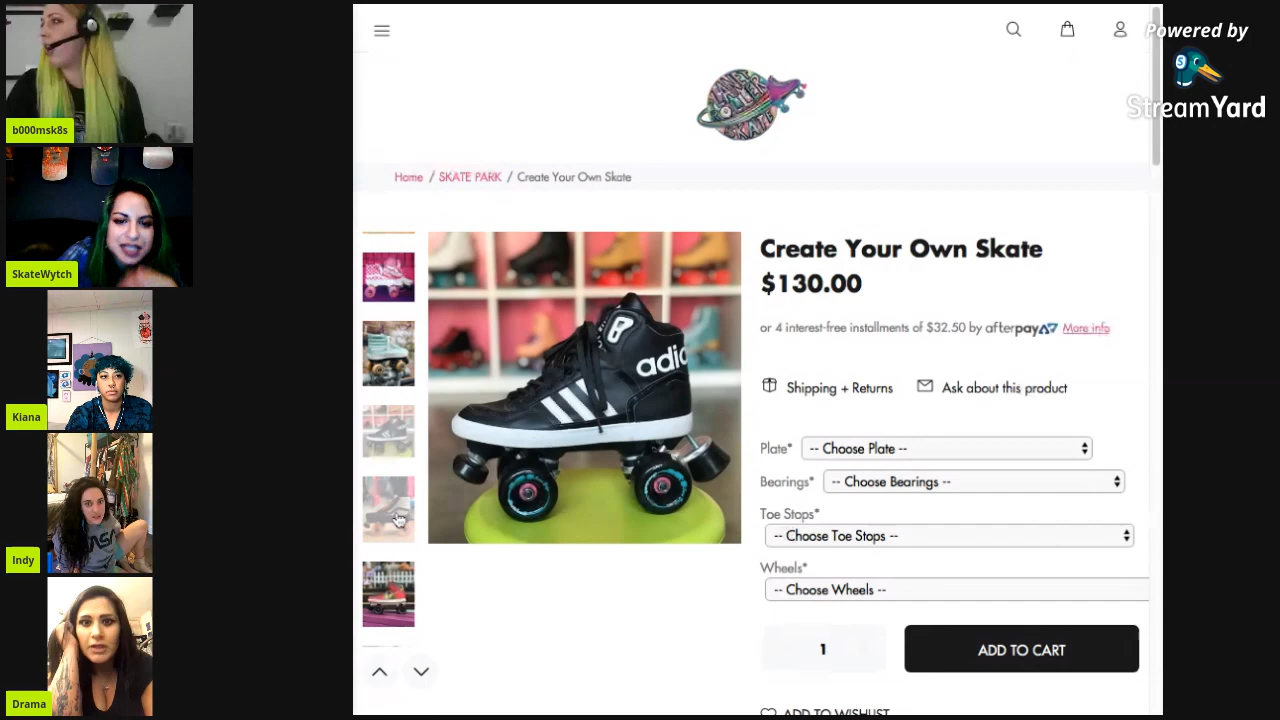 b000msk8s
SkateWytch
Kiana
Indy
Drama
Powered by
StreamYard
PLANET
ROLLER
SKATE
Home / SKATE PARK / Create Your Own Skate
Create Your Own Skate
$130.00
or 4 interest-free installments of $32.50 by afterpay More info
Shipping + Returns
Ask about this product
Plate* -- Choose Plate --
Bearings* -- Choose Bearings --
Toe Stops*
-- Choose Toe Stops --
Wheels*
-- Choose Wheels --
1
ADD TO CART
ADD TO WISHLIST